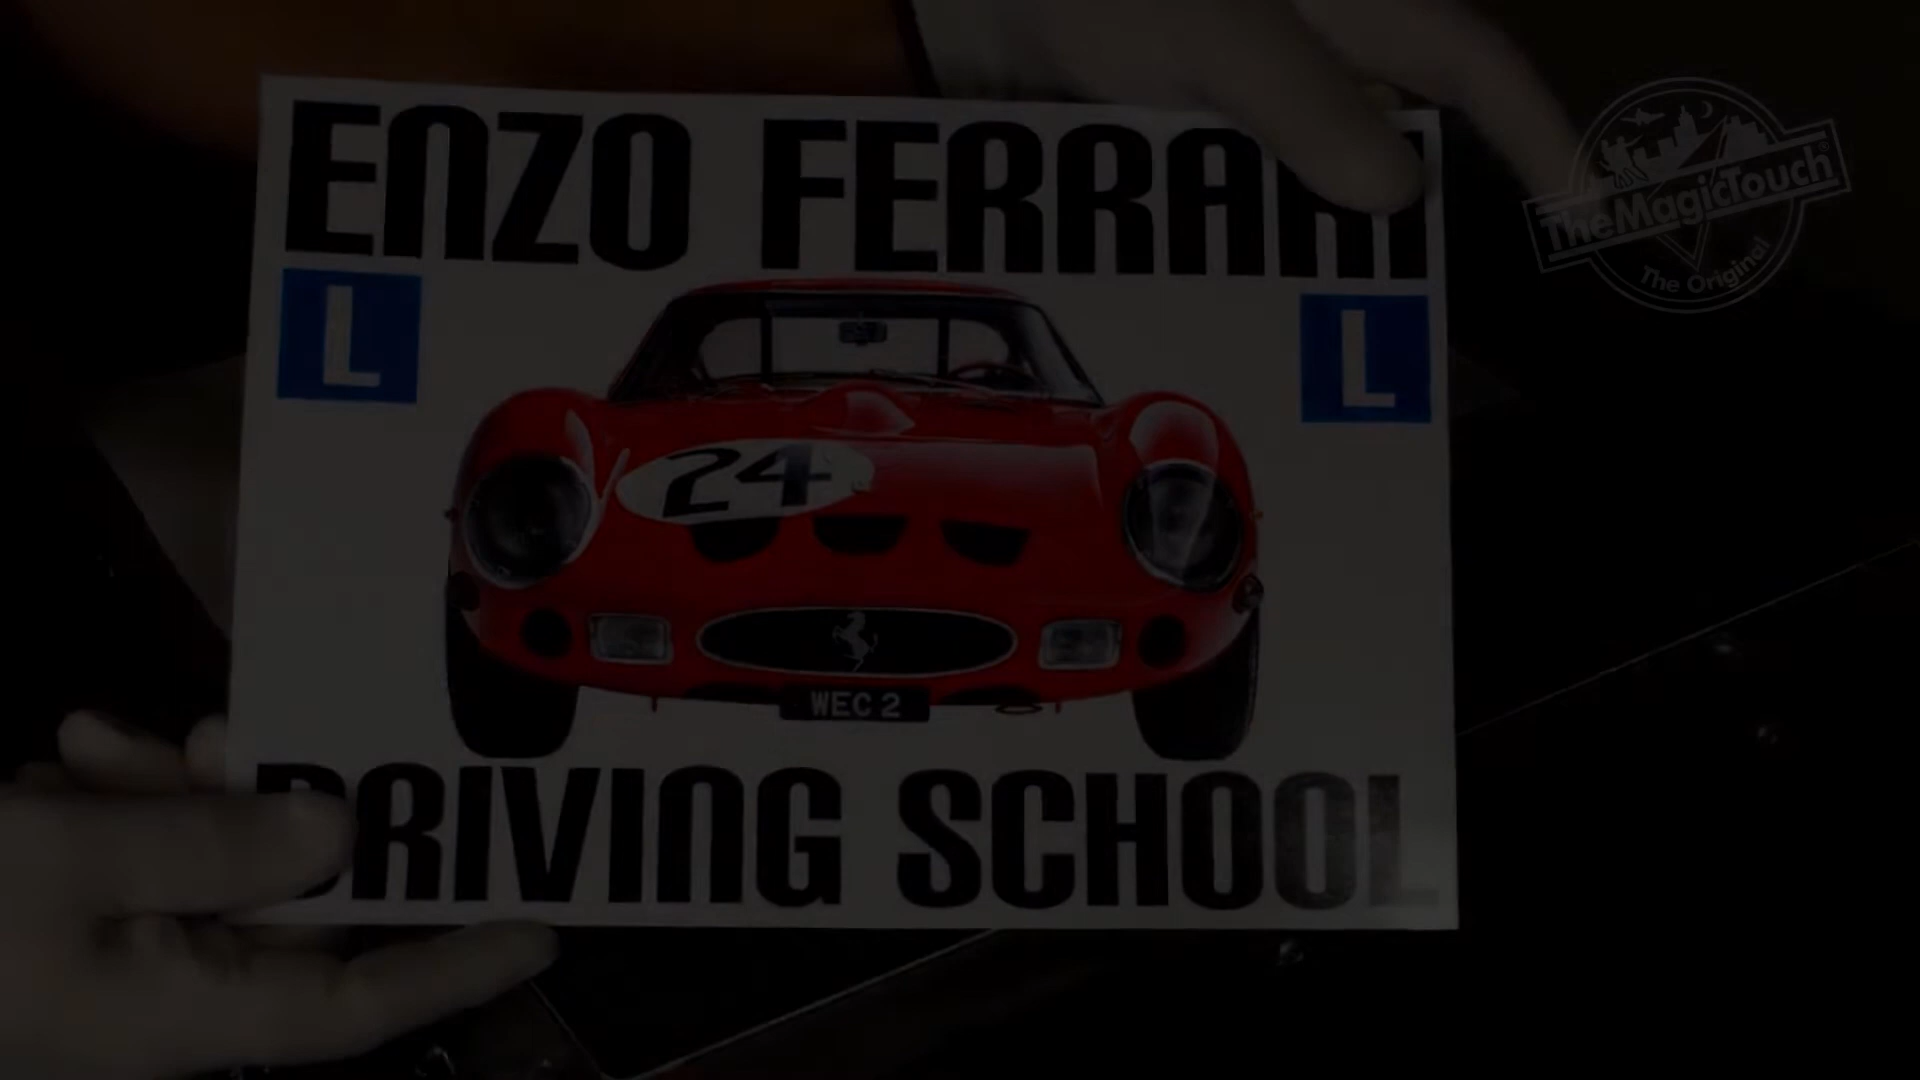 ENZO FERRARI
L
L
24
WEC 2
DRIVING SCHOOL
TheMagicTouch®
The Original